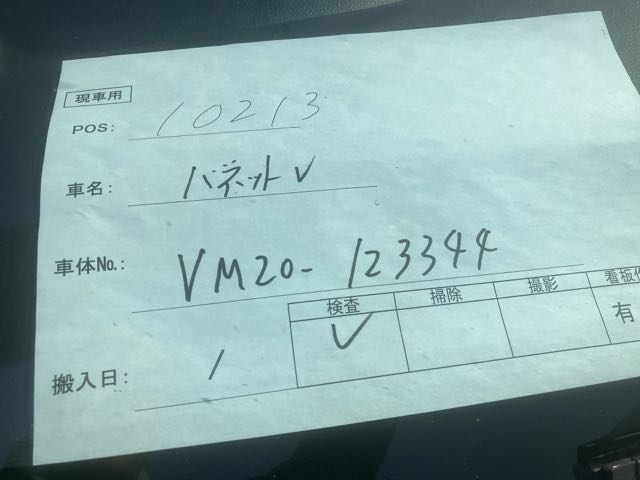 現車用
POS: 10213
車名: バネットV
車体No.: VM20-123344
検査 掃除 撮影 看板作
✓ 有
搬入日: /